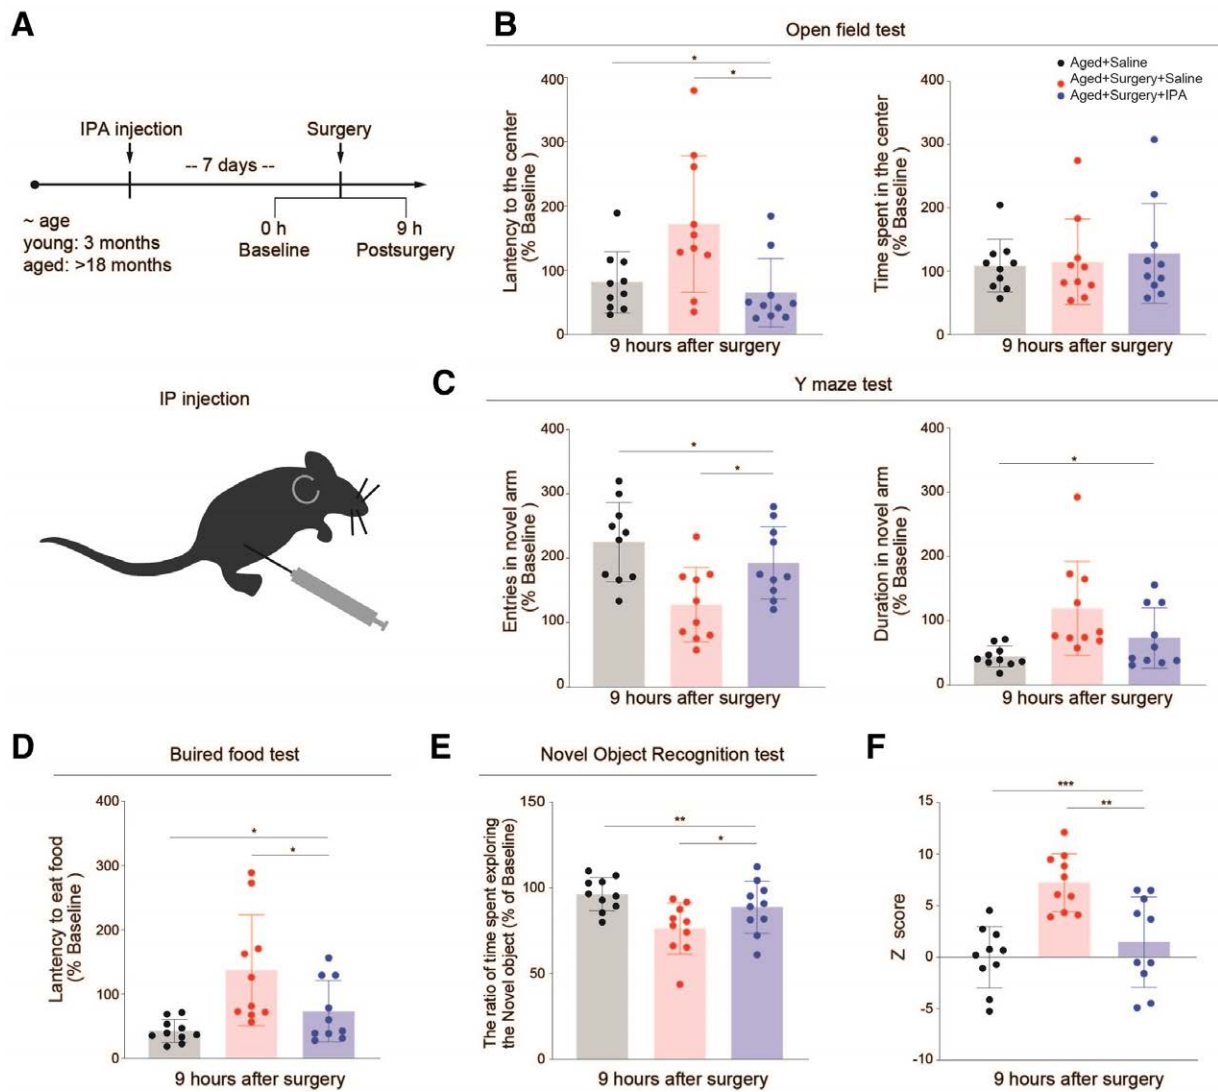 A
IPA injection
Surgery
-- 7 days --
~ age
young: 3 months
aged: >18 months
0 h
Baseline
9 h
Postsurgery
IP injection
B
Open field test
Aged+Saline
Aged+Surgery+Saline
Aged+Surgery+IPA
Lantency to the center
(% Baseline )
400
300
200
100
0
*
*
9 hours after surgery
Time spent in the center
(% Baseline )
400
300
200
100
0
9 hours after surgery
C
Y maze test
Entries in novel arm
(% Baseline )
400
300
200
100
0
*
*
9 hours after surgery
Duration in novel arm
(% Baseline )
400
300
200
100
0
*
9 hours after surgery
D
Buired food test
Lantency to eat food
(% Baseline )
400
300
200
100
0
*
*
9 hours after surgery
E
Novel Object Recognition test
The ratio of time spent exploring
the Novel object (% of Baseline)
150
100
50
0
**
*
9 hours after surgery
F
Z score
15
10
5
0
-5
-10
***
**
9 hours after surgery